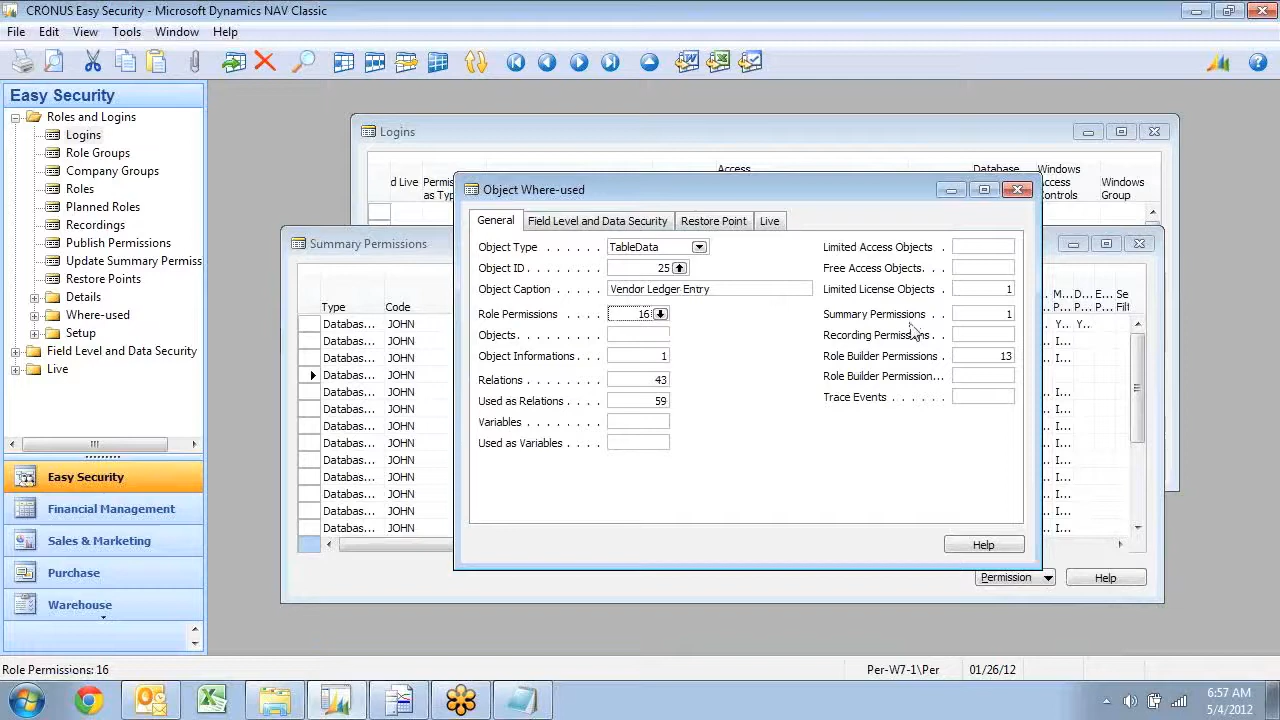 CRONUS Easy Security - Microsoft Dynamics NAV Classic
File Edit View Tools Window Help
Easy Security
Roles and Logins
Logins
Role Groups
Company Groups
Roles
Planned Roles
Recordings
Publish Permissions
Update Summary Permiss
Restore Points
Details
Where-used
Setup
Field Level and Data Security
Live
Easy Security
Financial Management
Sales & Marketing
Purchase
Warehouse
Logins
d Live
Permis
as Typ
Access
Database
Windows
Access
Controls
Windows
Group
Summary Permissions
Type Code
Databas... JOHN
Databas... JOHN
Databas... JOHN
Databas... JOHN
Databas... JOHN
Databas... JOHN
Databas... JOHN
Databas... JOHN
Databas... JOHN
Databas... JOHN
Databas... JOHN
Databas... JOHN
Databas... JOHN
M... D... E... Se
P... P... P... Fil
Y... Y...
I...
I...
I...
I...
I...
I...
I...
I...
I...
I...
I...
I...
Permission Help
Object Where-used
General Field Level and Data Security Restore Point Live
Object Type . . . . . . TableData
Object ID . . . . . . . . 25
Object Caption . . . . . Vendor Ledger Entry
Role Permissions . . . . 16
Objects. . . . . . . . . .
Object Informations . . . 1
Relations . . . . . . . . 43
Used as Relations . . . . 59
Variables . . . . . . . .
Used as Variables . . . .
Limited Access Objects .
Free Access Objects. . .
Limited License Objects . 1
Summary Permissions . . 1
Recording Permissions. .
Role Builder Permissions . 13
Role Builder Permission...
Trace Events . . . . . .
Help
Role Permissions: 16
Per-W7-1\Per
01/26/12
6:57 AM
5/4/2012